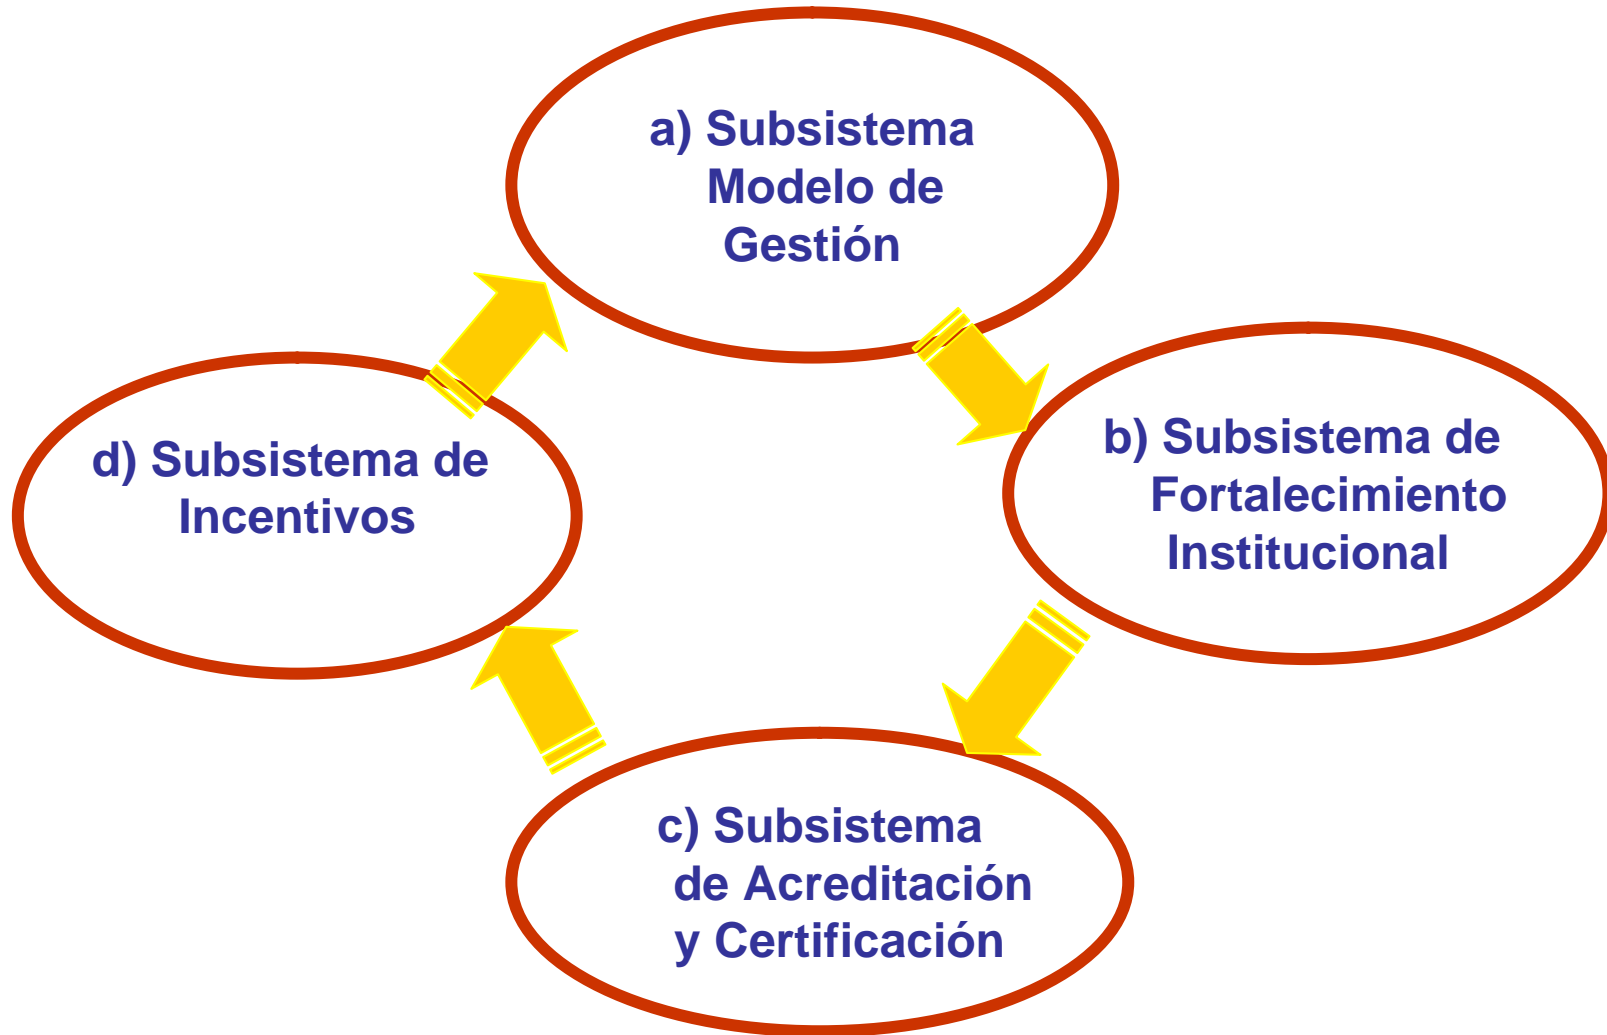 a) Subsistema
Modelo de
Gestión
b) Subsistema de
Fortalecimiento
Institucional
c) Subsistema
de Acreditación
y Certificación
d) Subsistema de
Incentivos